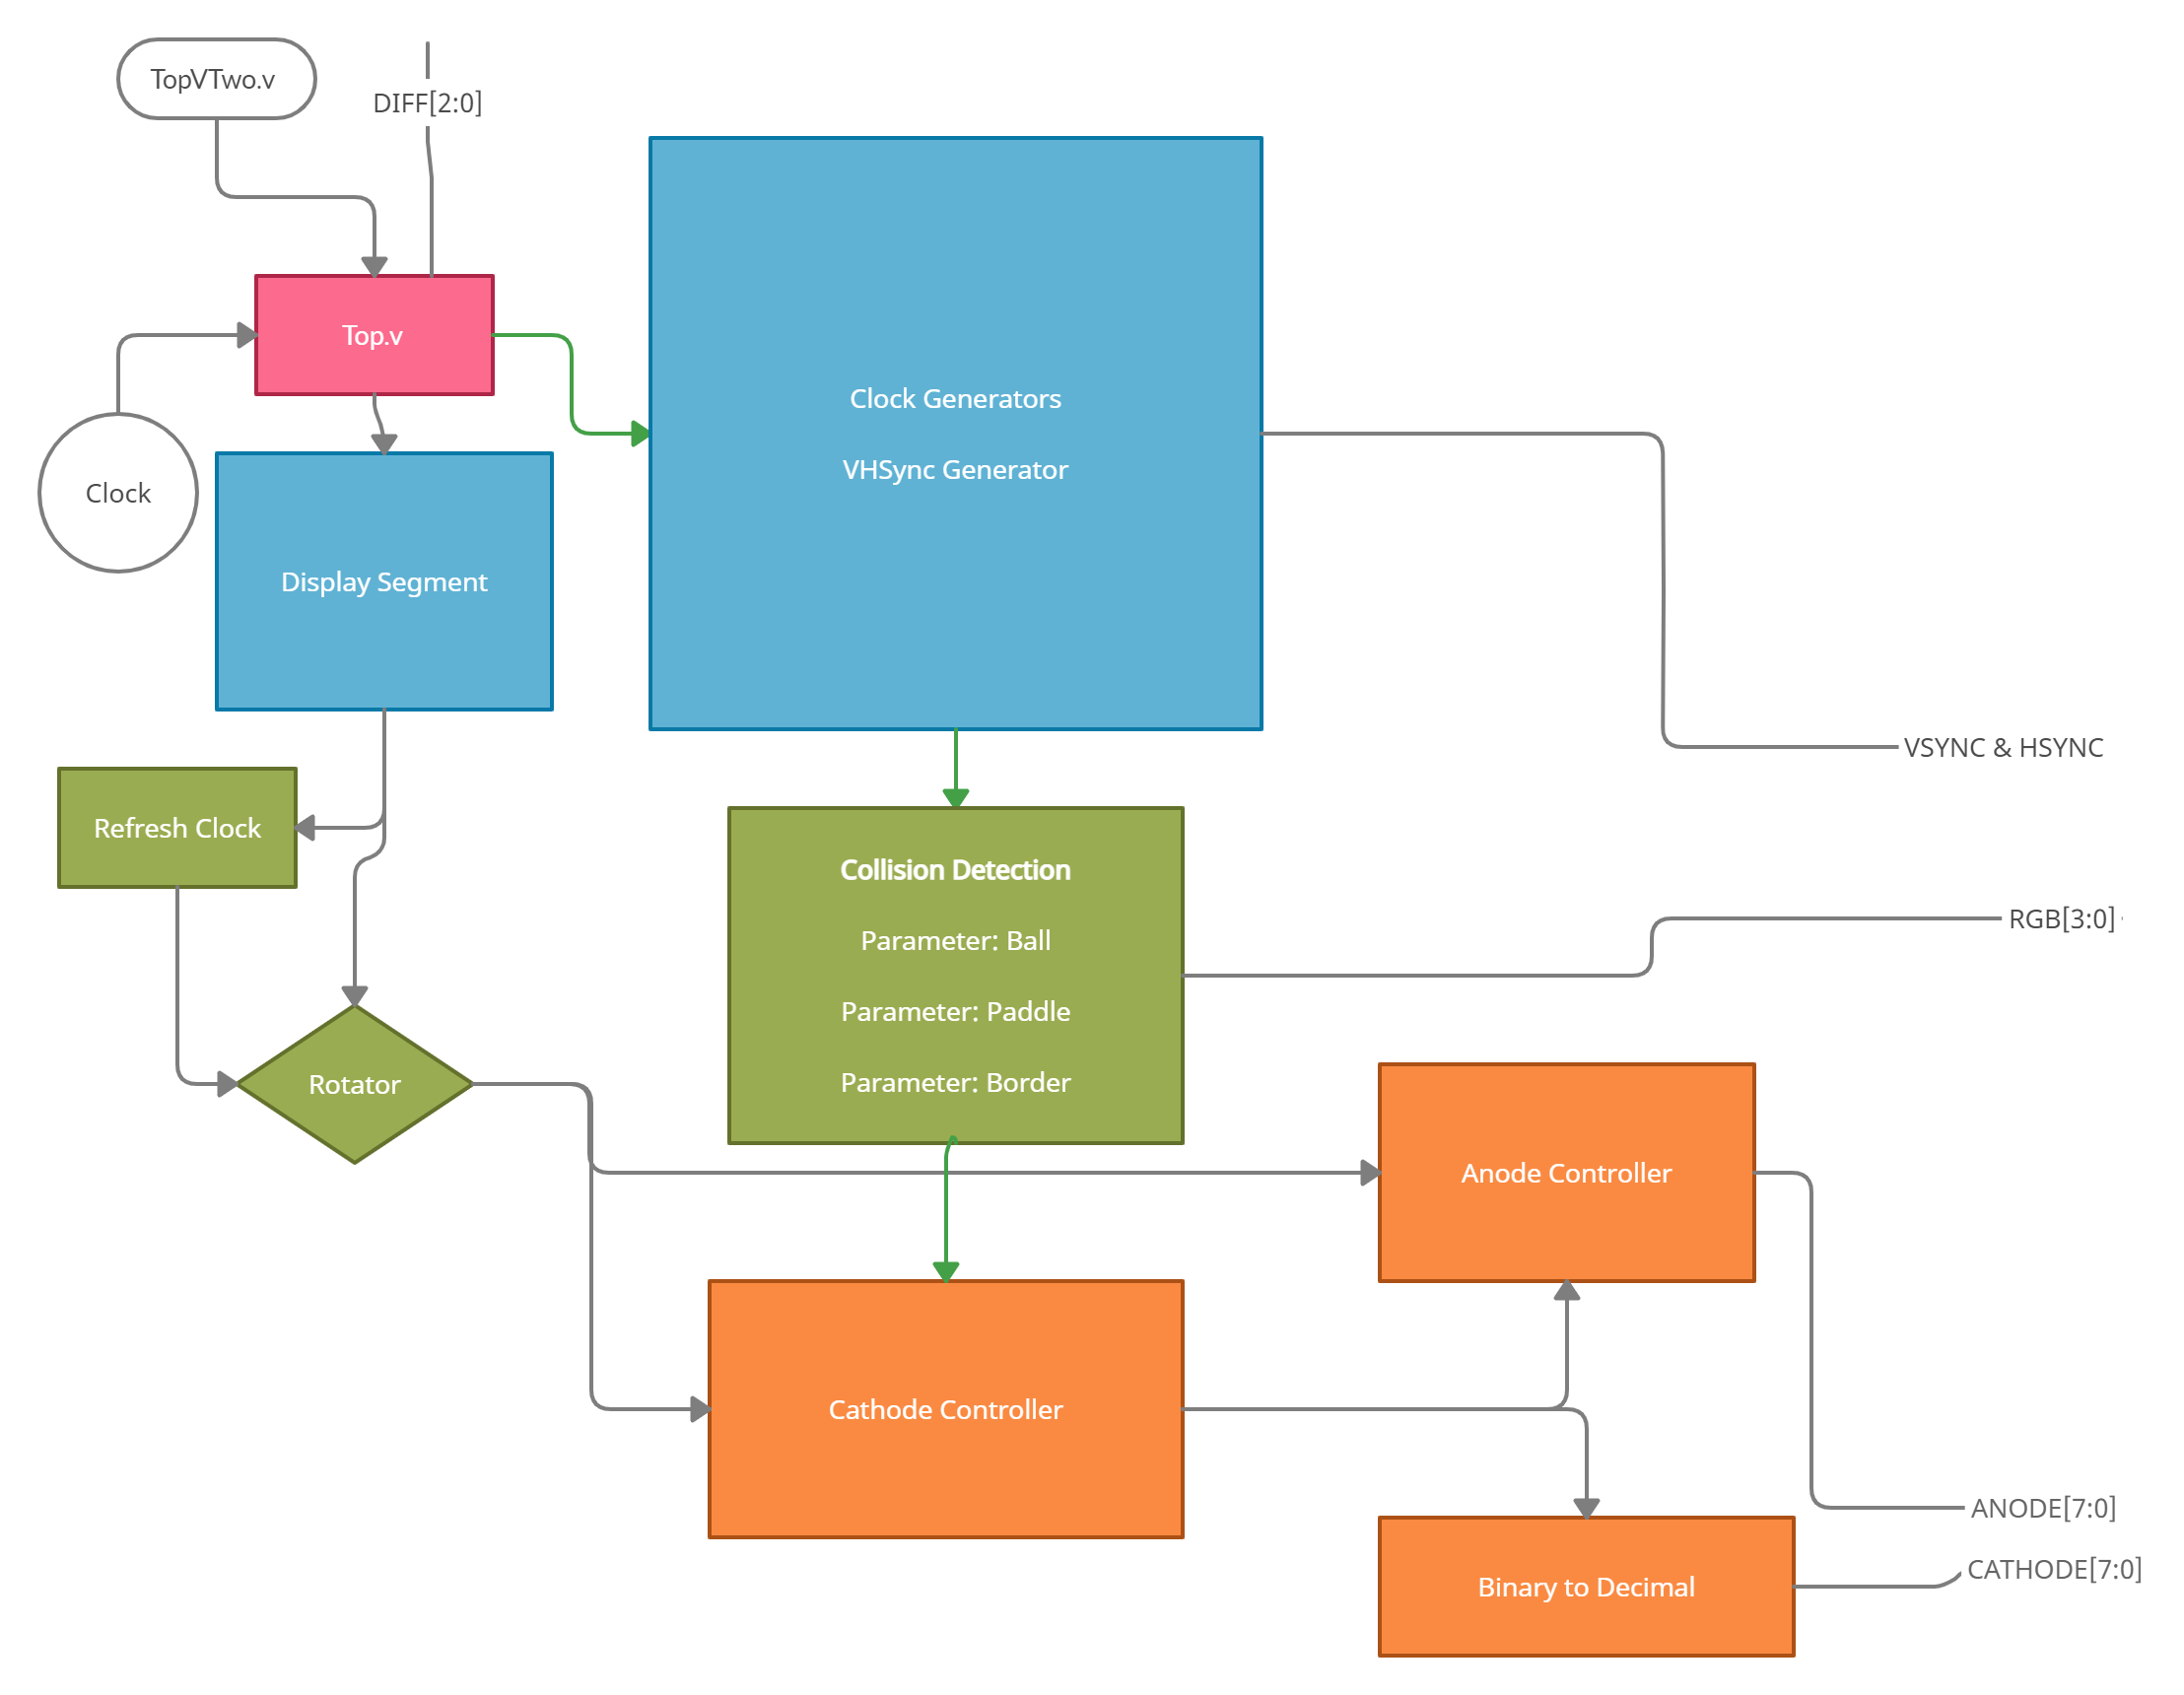 TopVTwo.v
DIFF[2:0]
Top.v
Clock Generators
VHSync Generator
Clock
Display Segment
VSYNC & HSYNC
Refresh Clock
Collision Detection
Parameter: Ball
Parameter: Paddle
Parameter: Border
RGB[3:0]
Rotator
Anode Controller
Cathode Controller
ANODE[7:0]
CATHODE[7:0]
Binary to Decimal